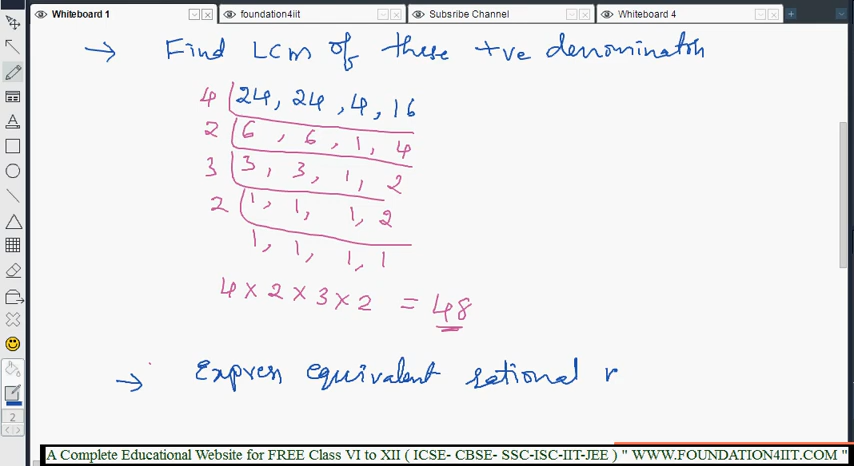 Whiteboard 1
foundation4iit
Subsribe Channel
Whiteboard 4
→ Find LCM of these +ve denominator
4 24, 24, 4, 16
2 6, 6, 1, 4
3 3, 3, 1, 2
2 1, 1, 1, 2
1, 1, 1, 1
4 × 2 × 3 × 2 = 48
→ Express equivalent rational r
2
A Complete Educational Website for FREE Class VI to XII ( ICSE- CBSE- SSC-ISC-IIT-JEE ) " WWW.FOUNDATION4IIT.COM "